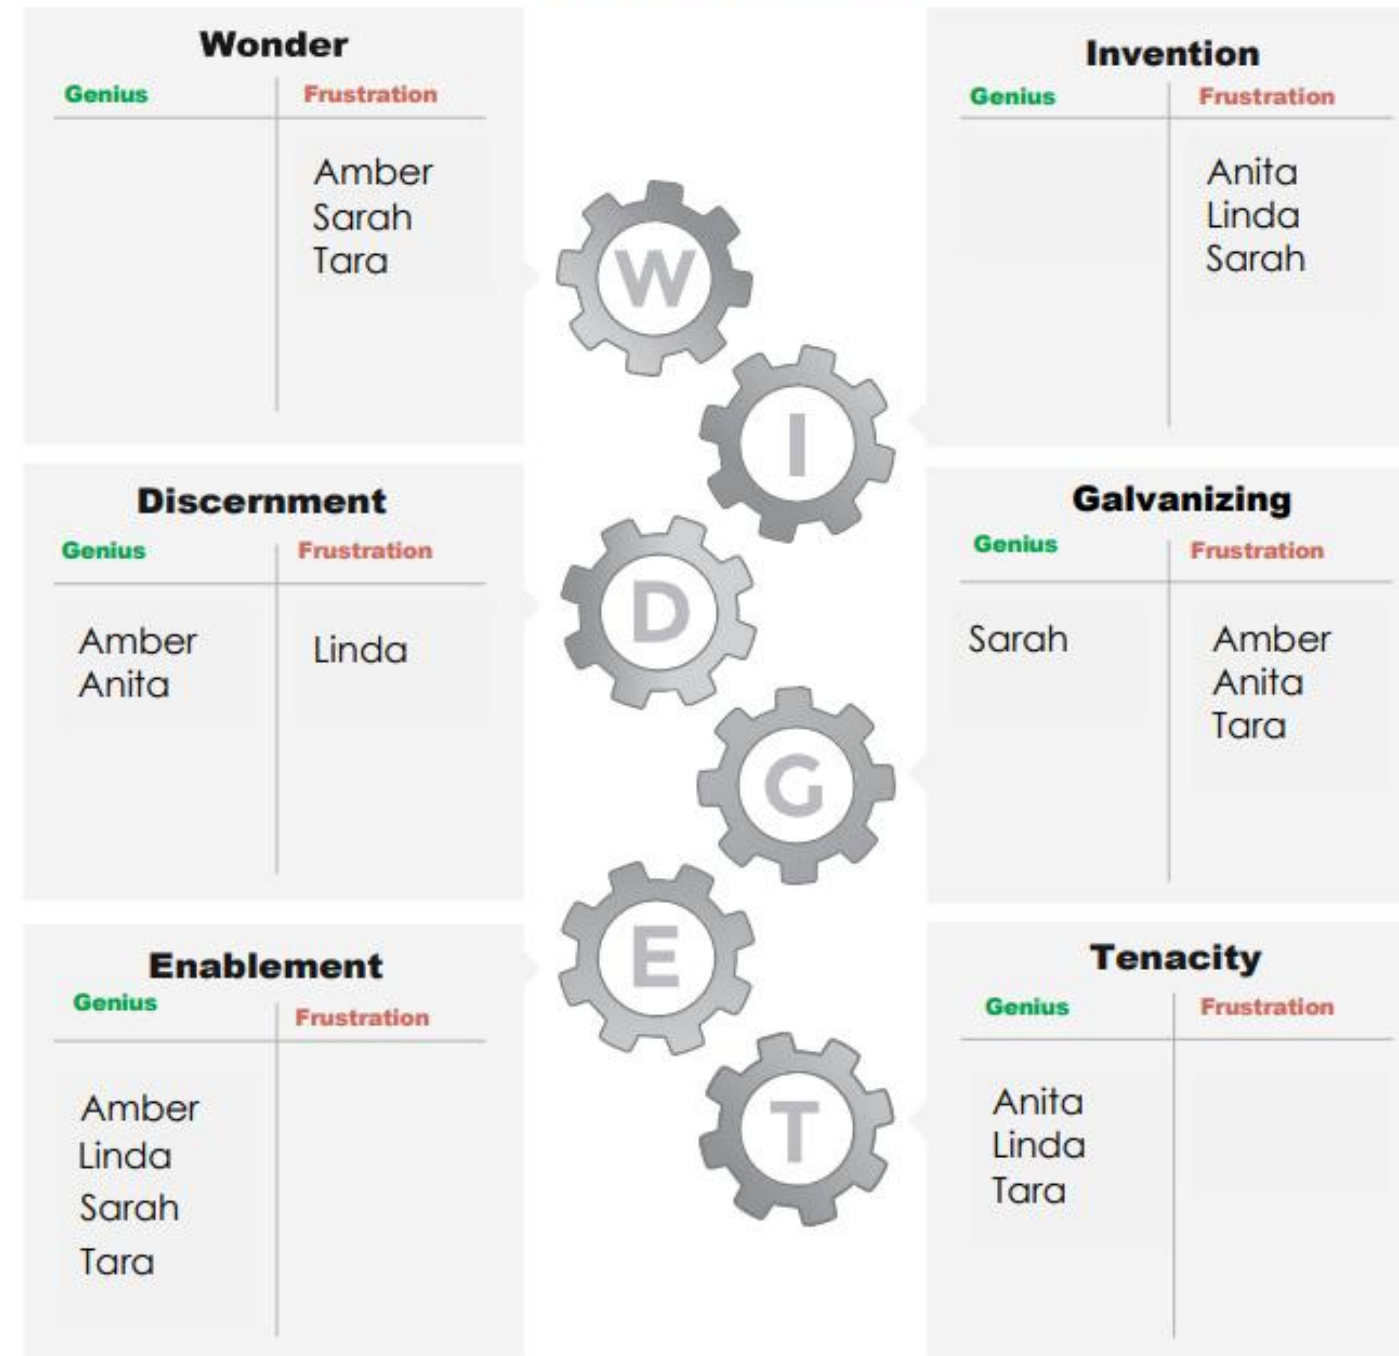 Wonder
Genius
Frustration
Amber
Sarah
Tara
Invention
Genius
Frustration
Anita
Linda
Sarah
W
I
Discernment
Genius
Frustration
Amber
Anita
Linda
Galvanizing
Genius
Frustration
Sarah
Amber
Anita
Tara
D
G
Enablement
Genius
Frustration
Amber
Linda
Sarah
Tara
Tenacity
Genius
Frustration
Anita
Linda
Tara
E
T